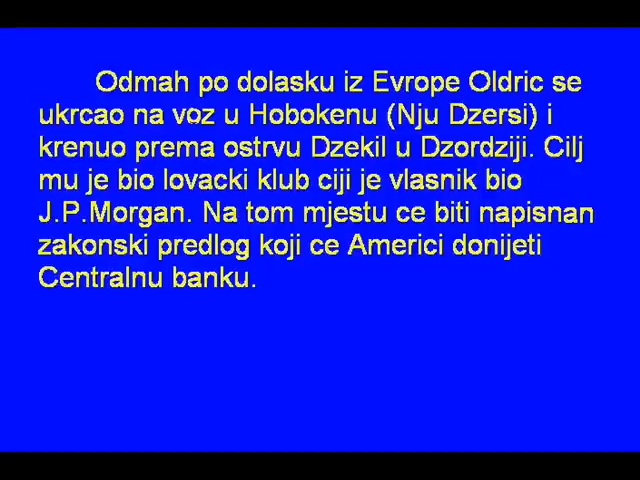 Odmah po dolasku iz Evrope Oldric se
ukrcao na voz u Hobokenu (Nju Dzersi) i
krenuo prema ostrvu Dzekil u Dzordziji. Cilj
mu je bio lovacki klub ciji je vlasnik bio
J.P.Morgan. Na tom mjestu ce biti napisnan
zakonski predlog koji ce Americi donijeti
Centralnu banku.